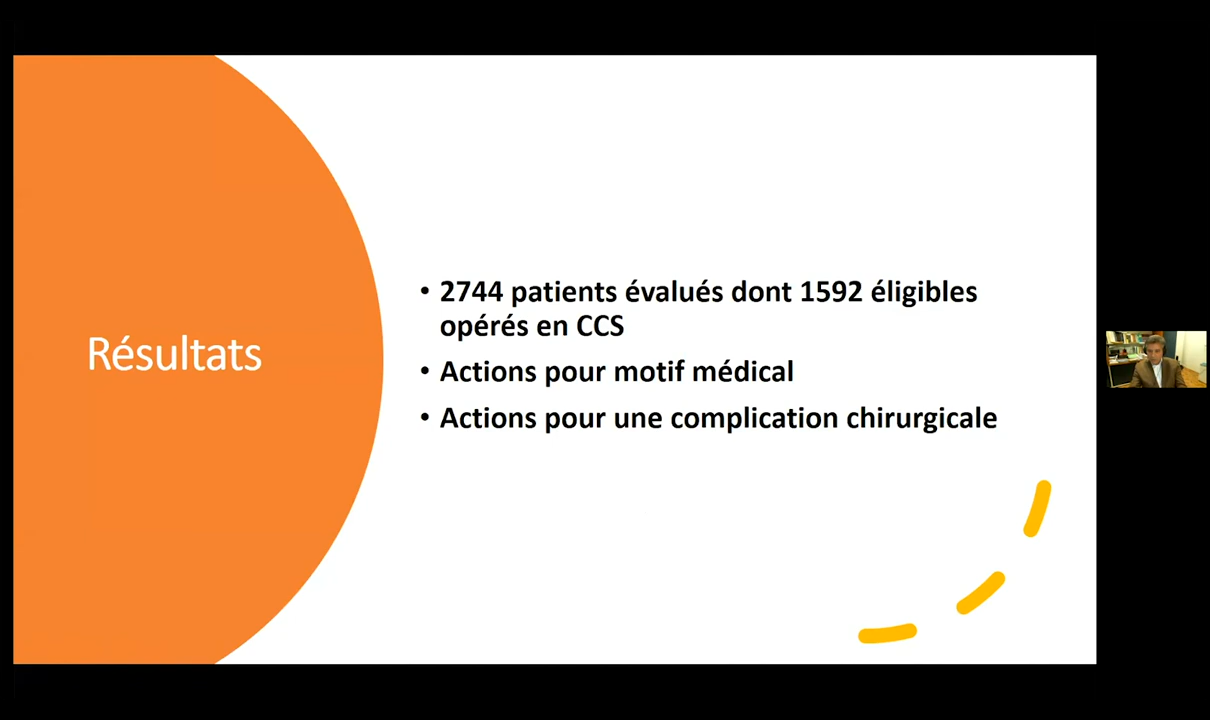 Résultats
• 2744 patients évalués dont 1592 éligibles
opérés en CCS
• Actions pour motif médical
• Actions pour une complication chirurgicale